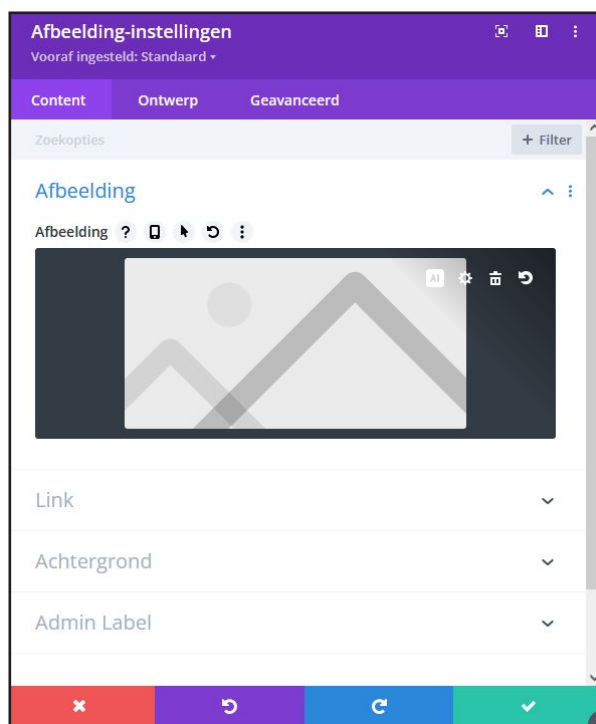 Afbeelding-instellingen
Vooraf ingesteld: Standaard
Content Ontwerp Geavanceerd
Zoekopties + Filter
Afbeelding
Afbeelding ?
AI
Link
Achtergrond
Admin Label